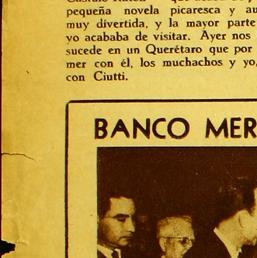 pequeña novela picaresca y au
muy divertida, y la mayor parte
yo acababa de visitar. Ayer nos
sucede en un Querétaro que por
mer con él, los muchachos y yo,
con Ciutti.
BANCO MER